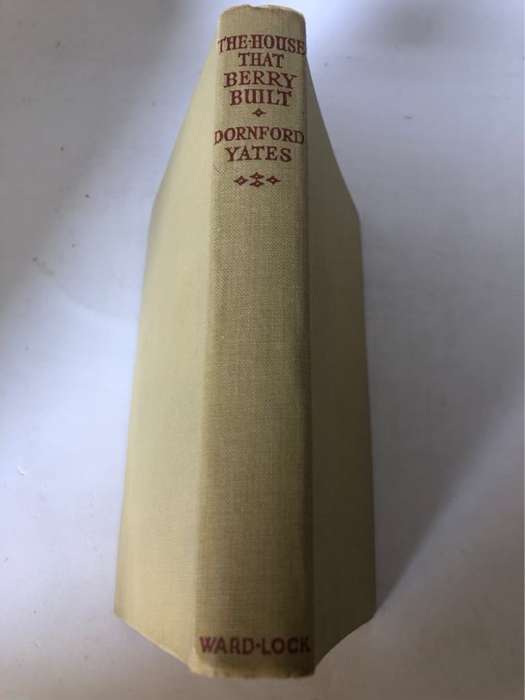 THE·HOUSE
THAT
BERRY
BUILT
DORNFORD
YATES
WARD·LOCK